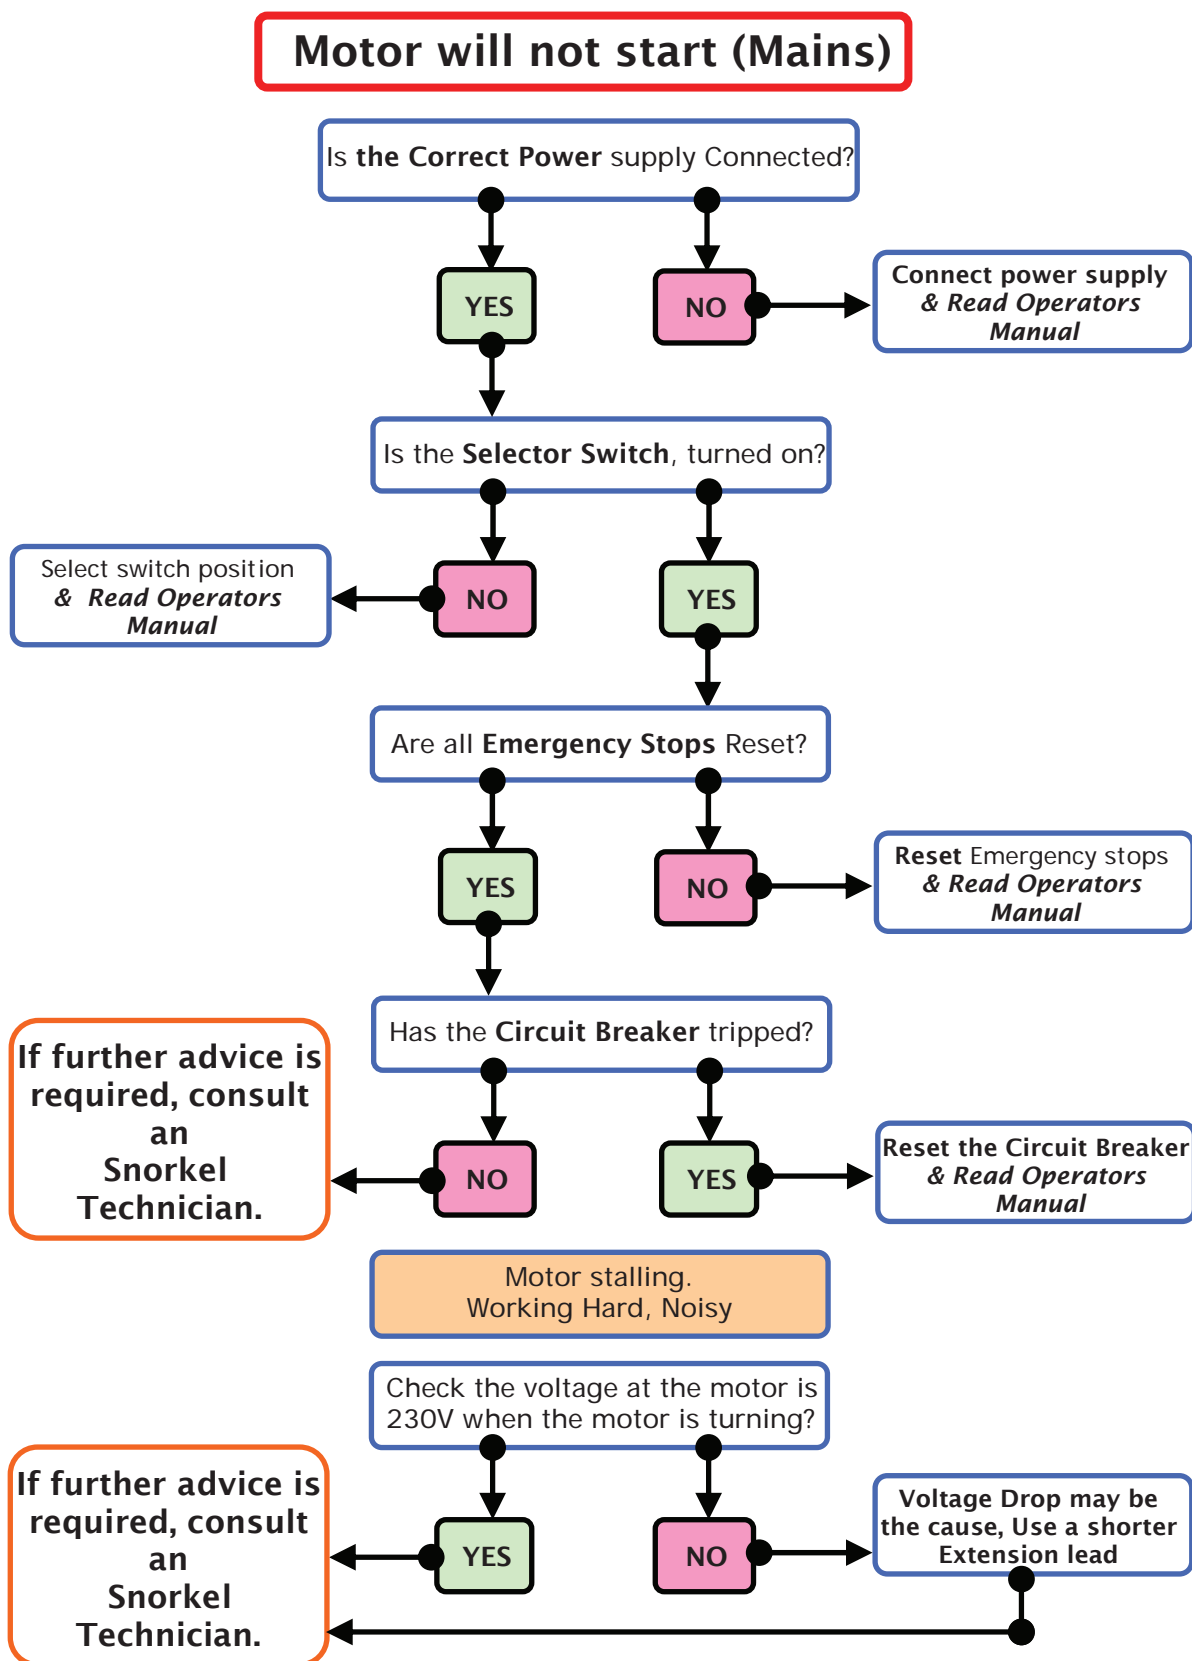 Motor will not start (Mains)
Is the Correct Power supply Connected?
YES
NO
Connect power supply
& Read Operators
Manual
Is the Selector Switch, turned on?
Select switch position
& Read Operators
Manual
NO
YES
Are all Emergency Stops Reset?
YES
NO
Reset Emergency stops
& Read Operators
Manual
Has the Circuit Breaker tripped?
If further advice is
required, consult
an
Snorkel
Technician.
NO
YES
Reset the Circuit Breaker
& Read Operators
Manual
Motor stalling.
Working Hard, Noisy
Check the voltage at the motor is
230V when the motor is turning?
If further advice is
required, consult
an
Snorkel
Technician.
YES
NO
Voltage Drop may be
the cause, Use a shorter
Extension lead